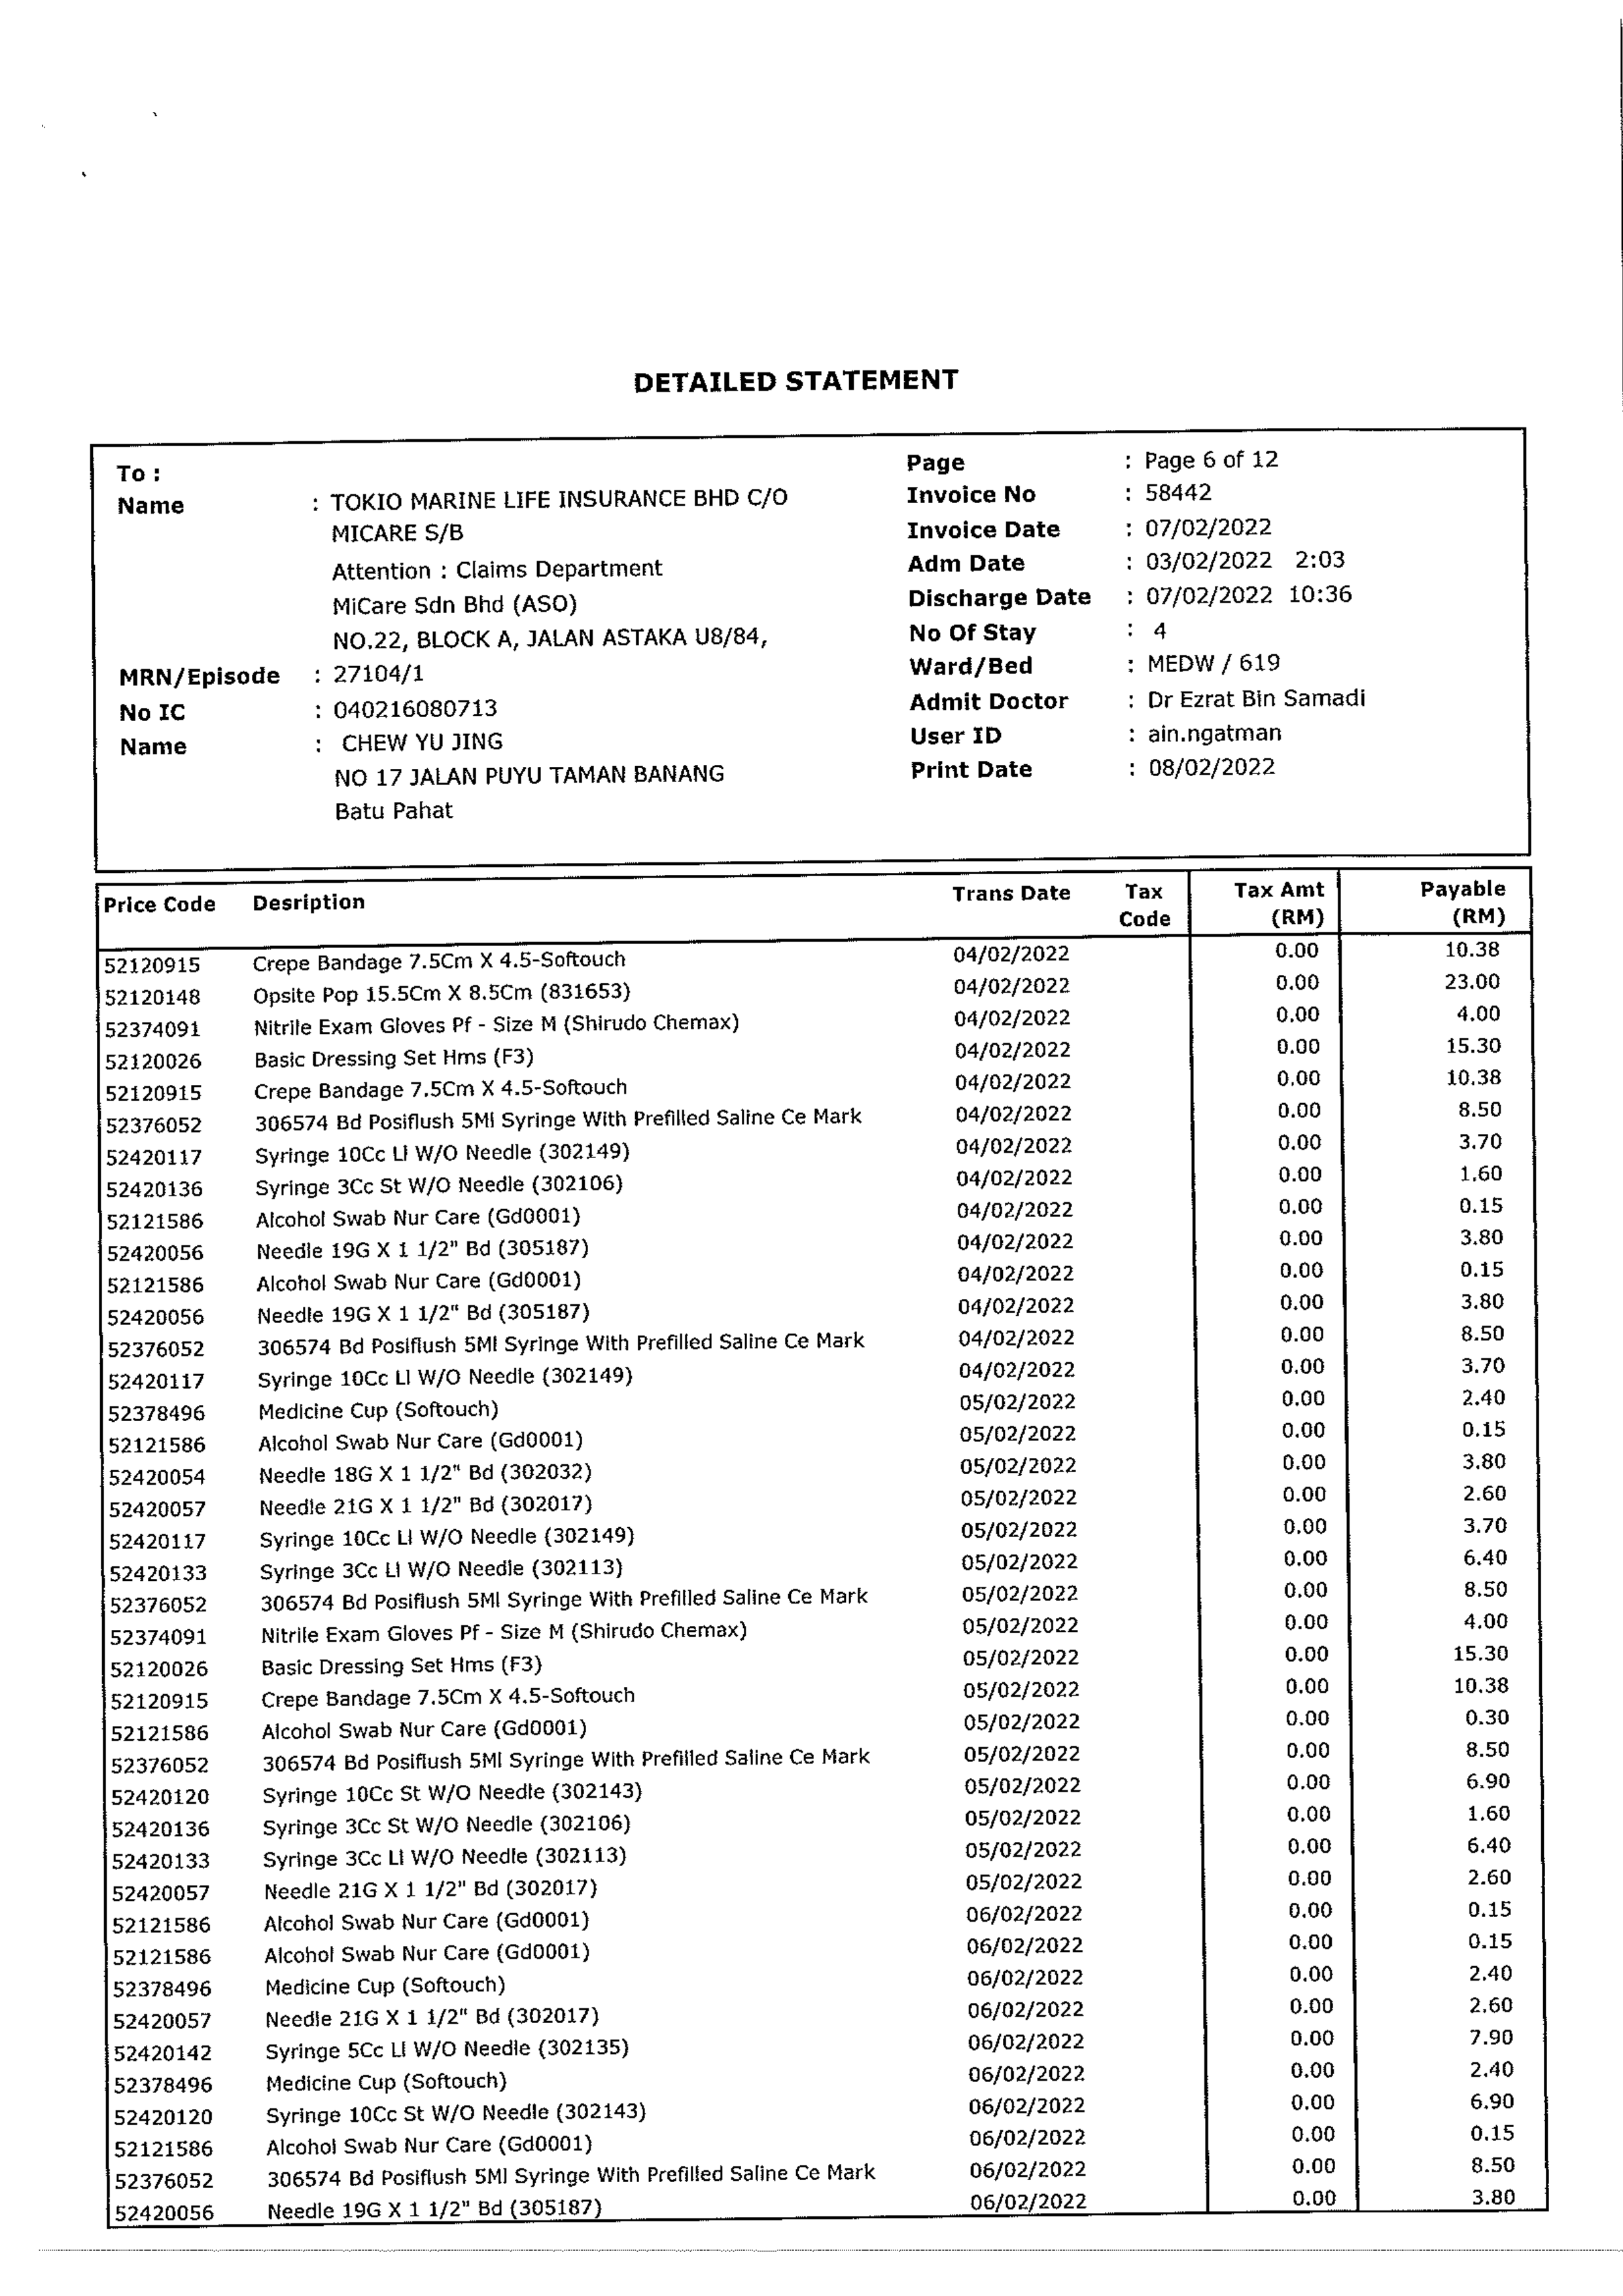 DETAILED STATEMENT
To :
Name : TOKIO MARINE LIFE INSURANCE BHD C/O
MICARE S/B
Attention : Claims Department
MiCare Sdn Bhd (ASO)
NO.22, BLOCK A, JALAN ASTAKA U8/84,
MRN/Episode : 27104/1
No IC : 040216080713
Name : CHEW YU JING
NO 17 JALAN PUYU TAMAN BANANG
Batu Pahat
Page : Page 6 of 12
Invoice No : 58442
Invoice Date : 07/02/2022
Adm Date : 03/02/2022 2:03
Discharge Date : 07/02/2022 10:36
No Of Stay : 4
Ward/Bed : MEDW / 619
Admit Doctor : Dr Ezrat Bin Samadi
User ID : ain.ngatman
Print Date : 08/02/2022
Price Code Desription Trans Date Tax Code Tax Amt (RM) Payable (RM)
52120915 Crepe Bandage 7.5Cm X 4.5-Softouch 04/02/2022 0.00 10.38
52120148 Opsite Pop 15.5Cm X 8.5Cm (831653) 04/02/2022 0.00 23.00
52374091 Nitrile Exam Gloves Pf - Size M (Shirudo Chemax) 04/02/2022 0.00 4.00
52120026 Basic Dressing Set Hms (F3) 04/02/2022 0.00 15.30
52120915 Crepe Bandage 7.5Cm X 4.5-Softouch 04/02/2022 0.00 10.38
52376052 306574 Bd Posiflush 5Ml Syringe With Prefilled Saline Ce Mark 04/02/2022 0.00 8.50
52420117 Syringe 10Cc Ll W/O Needle (302149) 04/02/2022 0.00 3.70
52420136 Syringe 3Cc St W/O Needle (302106) 04/02/2022 0.00 1.60
52121586 Alcohol Swab Nur Care (Gd0001) 04/02/2022 0.00 0.15
52420056 Needle 19G X 1 1/2" Bd (305187) 04/02/2022 0.00 3.80
52121586 Alcohol Swab Nur Care (Gd0001) 04/02/2022 0.00 0.15
52420056 Needle 19G X 1 1/2" Bd (305187) 04/02/2022 0.00 3.80
52376052 306574 Bd Posiflush 5Ml Syringe With Prefilled Saline Ce Mark 04/02/2022 0.00 8.50
52420117 Syringe 10Cc Ll W/O Needle (302149) 04/02/2022 0.00 3.70
52378496 Medicine Cup (Softouch) 05/02/2022 0.00 2.40
52121586 Alcohol Swab Nur Care (Gd0001) 05/02/2022 0.00 0.15
52420054 Needle 18G X 1 1/2" Bd (302032) 05/02/2022 0.00 3.80
52420057 Needle 21G X 1 1/2" Bd (302017) 05/02/2022 0.00 2.60
52420117 Syringe 10Cc Ll W/O Needle (302149) 05/02/2022 0.00 3.70
52420133 Syringe 3Cc Ll W/O Needle (302113) 05/02/2022 0.00 6.40
52376052 306574 Bd Posiflush 5Ml Syringe With Prefilled Saline Ce Mark 05/02/2022 0.00 8.50
52374091 Nitrile Exam Gloves Pf - Size M (Shirudo Chemax) 05/02/2022 0.00 4.00
52120026 Basic Dressing Set Hms (F3) 05/02/2022 0.00 15.30
52120915 Crepe Bandage 7.5Cm X 4.5-Softouch 05/02/2022 0.00 10.38
52121586 Alcohol Swab Nur Care (Gd0001) 05/02/2022 0.00 0.30
52376052 306574 Bd Posiflush 5Ml Syringe With Prefilled Saline Ce Mark 05/02/2022 0.00 8.50
52420120 Syringe 10Cc St W/O Needle (302143) 05/02/2022 0.00 6.90
52420136 Syringe 3Cc St W/O Needle (302106) 05/02/2022 0.00 1.60
52420133 Syringe 3Cc Ll W/O Needle (302113) 05/02/2022 0.00 6.40
52420057 Needle 21G X 1 1/2" Bd (302017) 05/02/2022 0.00 2.60
52121586 Alcohol Swab Nur Care (Gd0001) 06/02/2022 0.00 0.15
52121586 Alcohol Swab Nur Care (Gd0001) 06/02/2022 0.00 0.15
52378496 Medicine Cup (Softouch) 06/02/2022 0.00 2.40
52420057 Needle 21G X 1 1/2" Bd (302017) 06/02/2022 0.00 2.60
52420142 Syringe 5Cc Ll W/O Needle (302135) 06/02/2022 0.00 7.90
52378496 Medicine Cup (Softouch) 06/02/2022 0.00 2.40
52420120 Syringe 10Cc St W/O Needle (302143) 06/02/2022 0.00 6.90
52121586 Alcohol Swab Nur Care (Gd0001) 06/02/2022 0.00 0.15
52376052 306574 Bd Posiflush 5Ml Syringe With Prefilled Saline Ce Mark 06/02/2022 0.00 8.50
52420056 Needle 19G X 1 1/2" Bd (305187) 06/02/2022 0.00 3.80